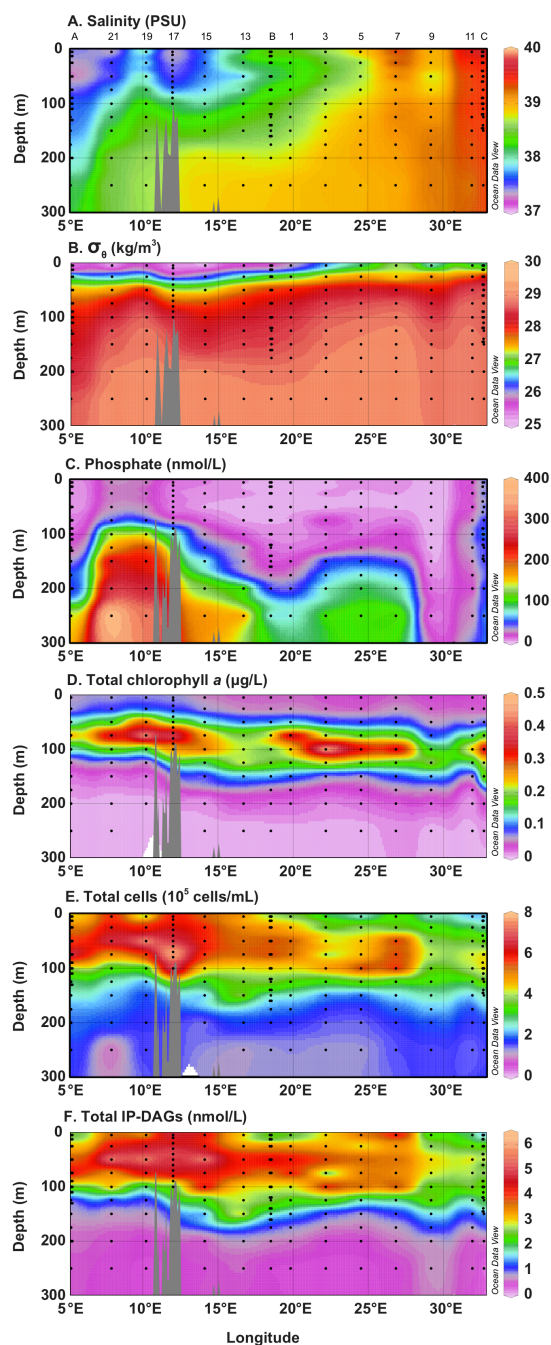 A. Salinity (PSU)
A 21 19 17 15 13 B 1 3 5 7 9 11 C
0 100 200 300
Depth (m)
5°E 10°E 15°E 20°E 25°E 30°E
Ocean Data View
40 39 38 37
B. σθ (kg/m³)
0 100 200 300
Depth (m)
5°E 10°E 15°E 20°E 25°E 30°E
Ocean Data View
30 29 28 27 26 25
C. Phosphate (nmol/L)
0 100 200 300
Depth (m)
5°E 10°E 15°E 20°E 25°E 30°E
Ocean Data View
400 300 200 100 0
D. Total chlorophyll a (µg/L)
0 100 200 300
Depth (m)
5°E 10°E 15°E 20°E 25°E 30°E
Ocean Data View
0.5 0.4 0.3 0.2 0.1 0
E. Total cells (10⁵ cells/mL)
0 100 200 300
Depth (m)
5°E 10°E 15°E 20°E 25°E 30°E
Ocean Data View
8 6 4 2 0
F. Total IP-DAGs (nmol/L)
0 100 200 300
Depth (m)
5°E 10°E 15°E 20°E 25°E 30°E
Ocean Data View
6 5 4 3 2 1 0
Longitude